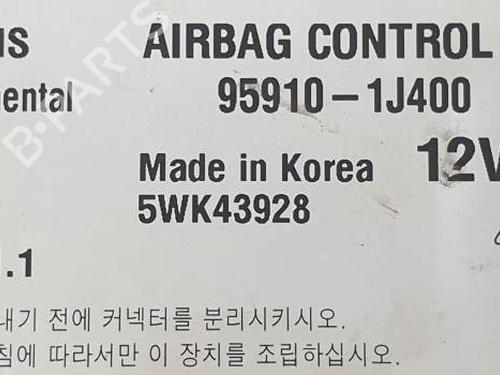 AIRBAG CONTROL
95910-1J400
Made in Korea 12V
5WK43928
.1
내기 전에 커넥터를 분리시키시오.
침에 따라서만 이 장치를 조립하십시오.
B-PARTS